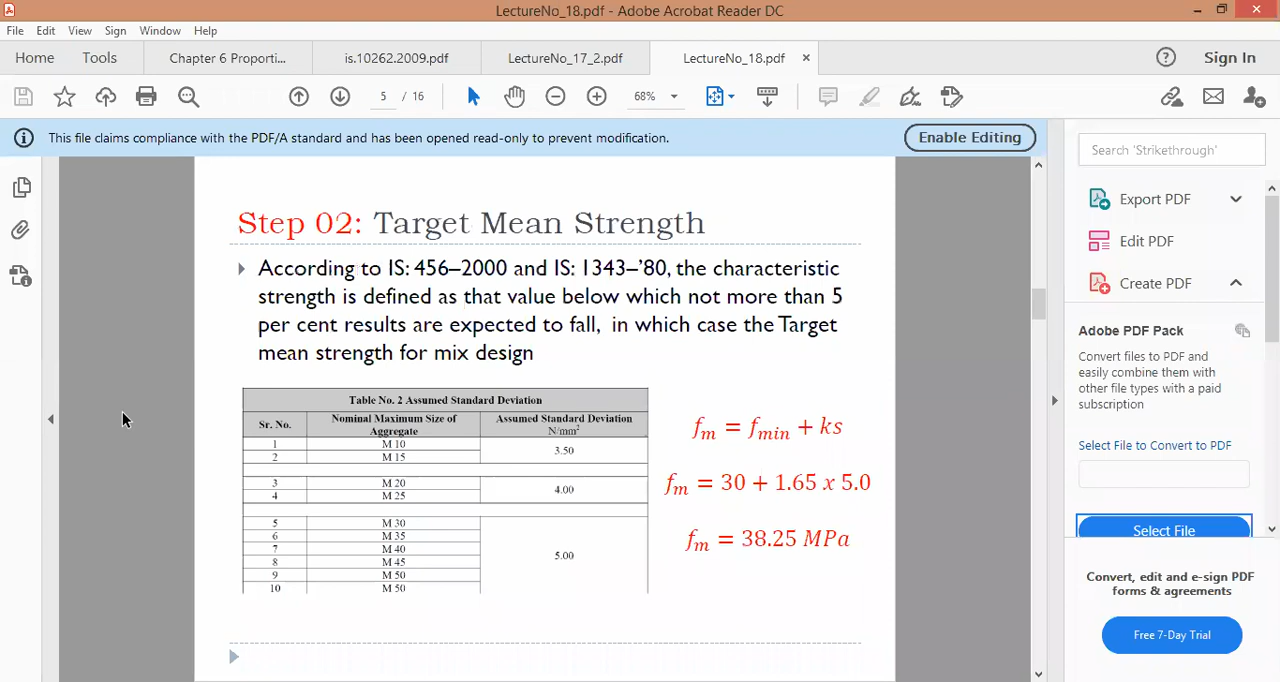 LectureNo_18.pdf - Adobe Acrobat Reader DC
File Edit View Sign Window Help
Home Tools Chapter 6 Proporti... is.10262.2009.pdf LectureNo_17_2.pdf LectureNo_18.pdf × Sign In
5 / 16 68%
This file claims compliance with the PDF/A standard and has been opened read-only to prevent modification. Enable Editing
Search 'Strikethrough'
Export PDF
Edit PDF
Create PDF
Adobe PDF Pack
Convert files to PDF and
easily combine them with
other file types with a paid
subscription
Select File to Convert to PDF
Select File
Convert, edit and e-sign PDF
forms & agreements
Free 7-Day Trial
Step 02: Target Mean Strength
According to IS: 456–2000 and IS: 1343–'80, the characteristic
strength is defined as that value below which not more than 5
per cent results are expected to fall, in which case the Target
mean strength for mix design
Table No. 2 Assumed Standard Deviation
Sr. No. Nominal Maximum Size of Aggregate Assumed Standard Deviation N/mm²
1 M 10 3.50
2 M 15
3 M 20 4.00
4 M 25
5 M 30 5.00
6 M 35
7 M 40
8 M 45
9 M 50
10 M 50
fm = fmin + ks
fm = 30 + 1.65 x 5.0
fm = 38.25 MPa